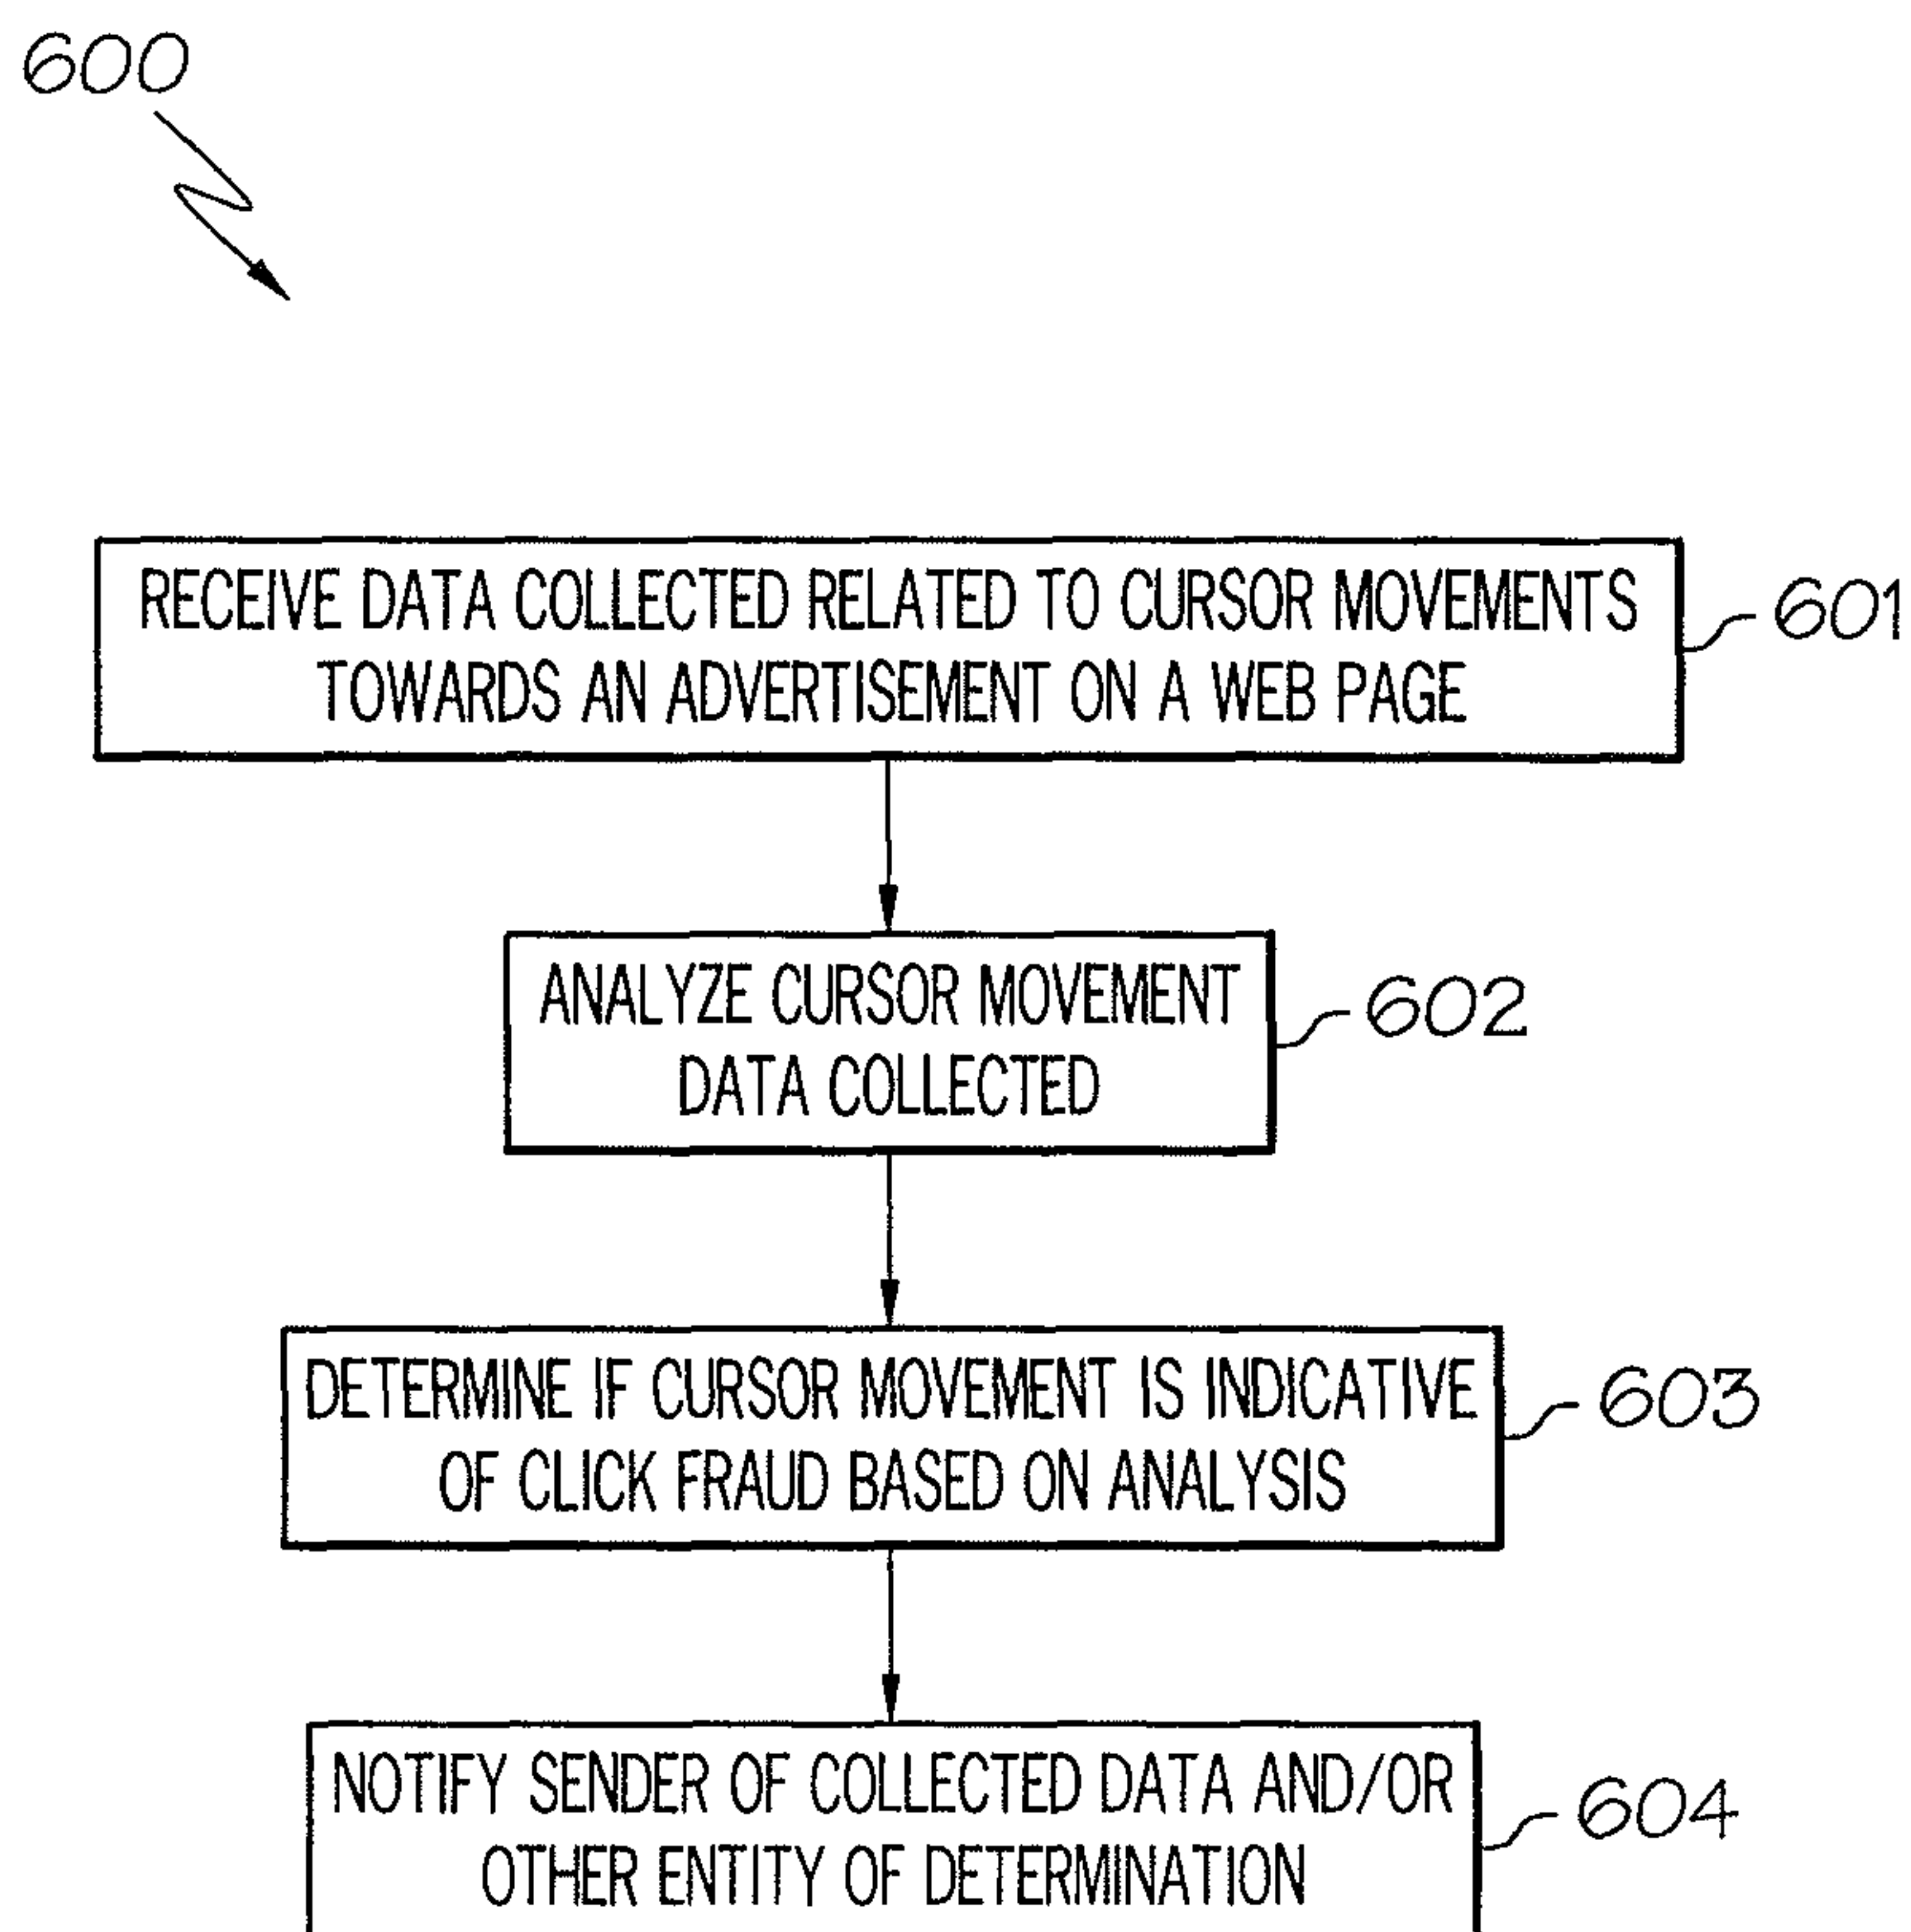 600
RECEIVE DATA COLLECTED RELATED TO CURSOR MOVEMENTS
TOWARDS AN ADVERTISEMENT ON A WEB PAGE
601
ANALYZE CURSOR MOVEMENT
DATA COLLECTED
602
DETERMINE IF CURSOR MOVEMENT IS INDICATIVE
OF CLICK FRAUD BASED ON ANALYSIS
603
NOTIFY SENDER OF COLLECTED DATA AND/OR
OTHER ENTITY OF DETERMINATION
604